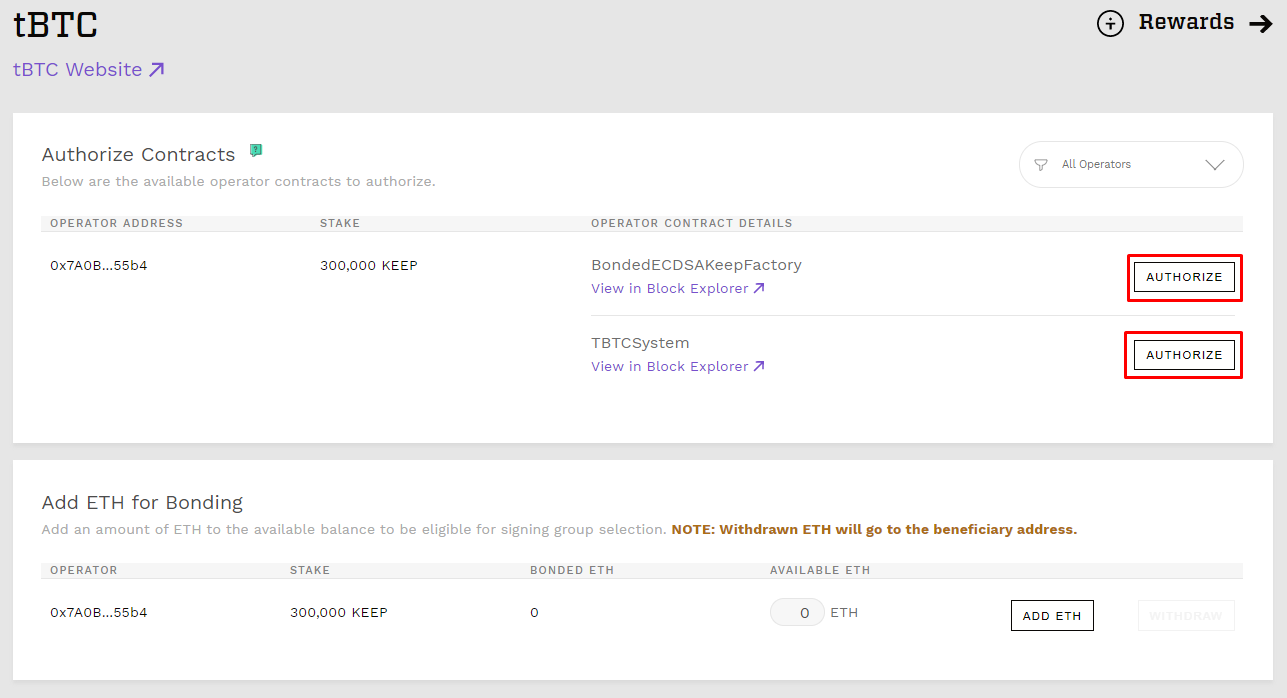 tBTC
Rewards
tBTC Website
Authorize Contracts
Below are the available operator contracts to authorize.
All Operators
OPERATOR ADDRESS STAKE OPERATOR CONTRACT DETAILS
0x7A0B...55b4 300,000 KEEP BondedECDSAKeepFactory
View in Block Explorer
AUTHORIZE
TBTCSystem
View in Block Explorer
AUTHORIZE
Add ETH for Bonding
Add an amount of ETH to the available balance to be eligible for signing group selection. NOTE: Withdrawn ETH will go to the beneficiary address.
OPERATOR STAKE BONDED ETH AVAILABLE ETH
0x7A0B...55b4 300,000 KEEP 0 0 ETH ADD ETH WITHDRAW